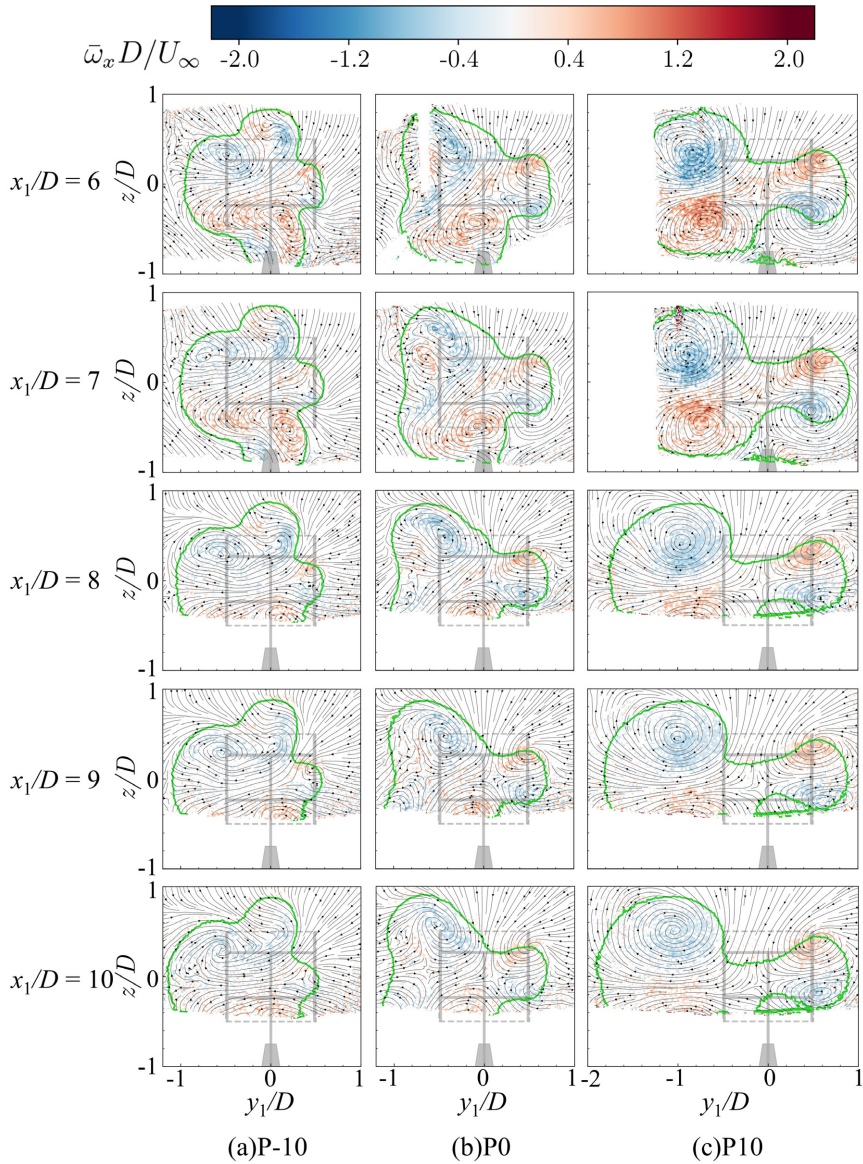 ω̄ₓD/U∞
-2.0 -1.2 -0.4 0.4 1.2 2.0
x₁/D = 6
z/D
1
0
-1
x₁/D = 7
z/D
1
0
-1
x₁/D = 8
z/D
1
0
-1
x₁/D = 9
z/D
1
0
-1
x₁/D = 10
z/D
1
0
-1
-1 0 1 -1 0 1 -2 -1 0 1
y₁/D y₁/D y₁/D
(a)P-10 (b)P0 (c)P10